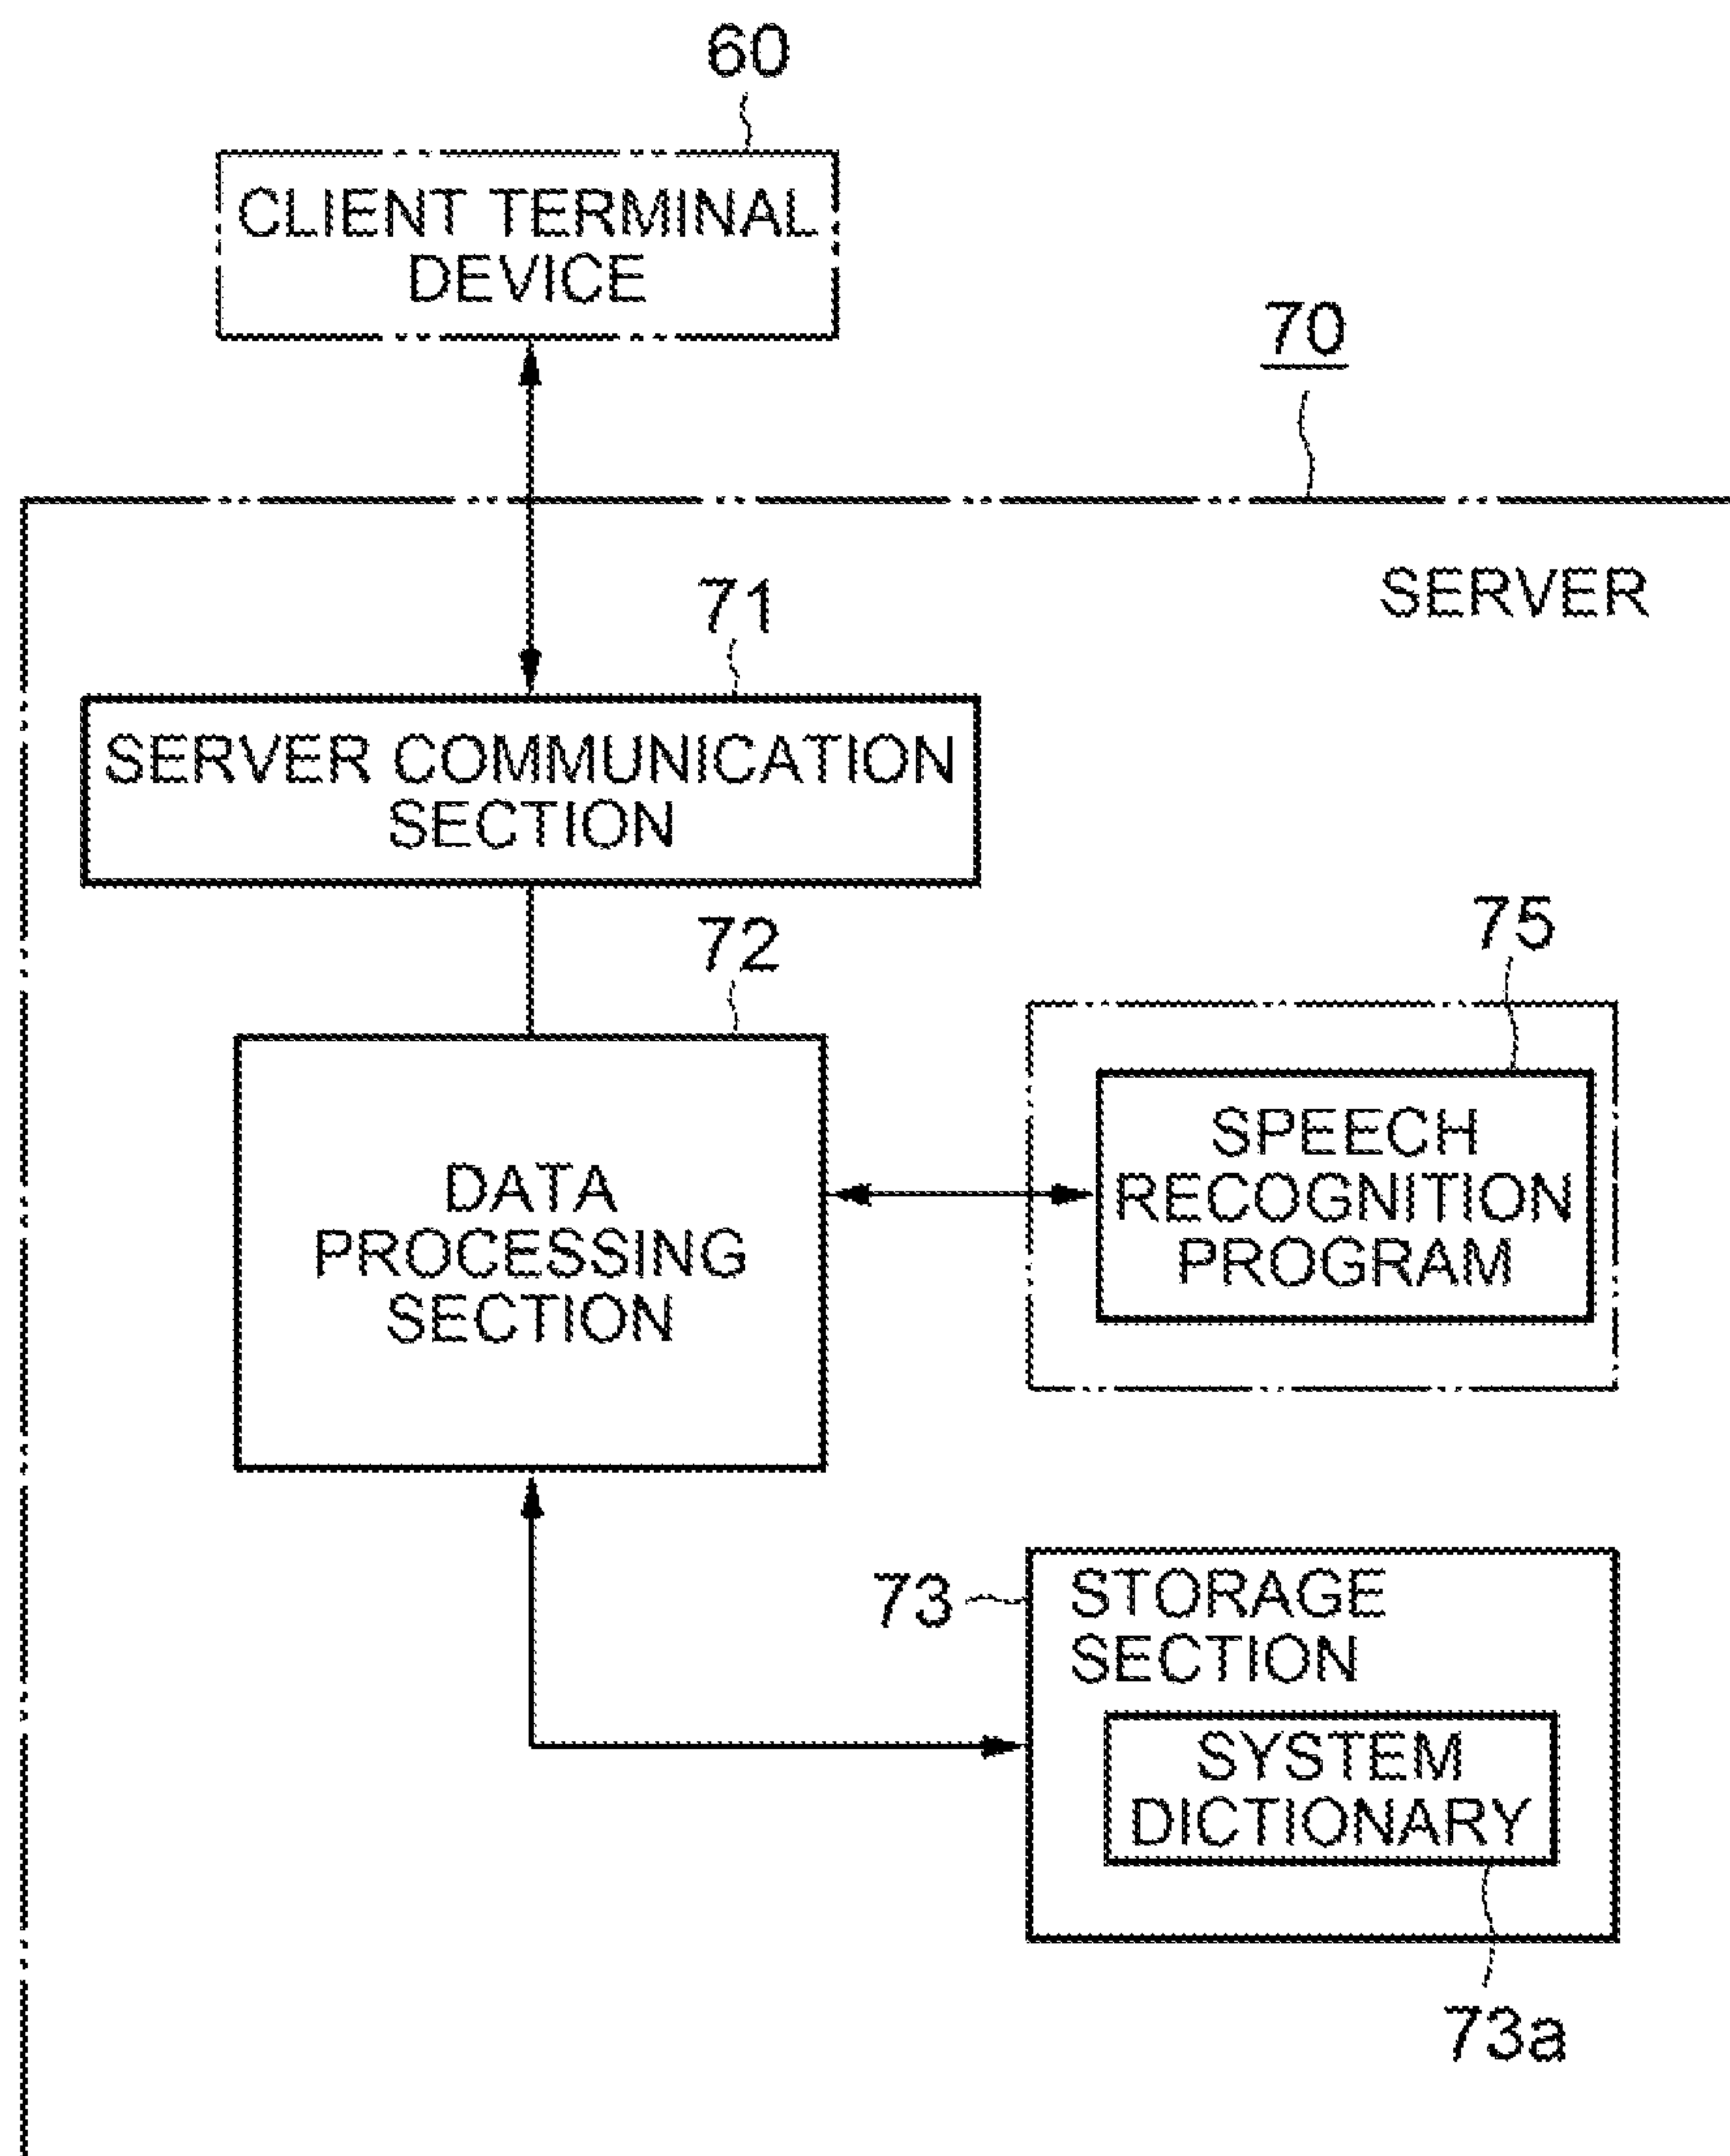 60
CLIENT TERMINAL
DEVICE
70
SERVER
71
SERVER COMMUNICATION
SECTION
72
DATA
PROCESSING
SECTION
75
SPEECH
RECOGNITION
PROGRAM
73
STORAGE
SECTION
SYSTEM
DICTIONARY
73a